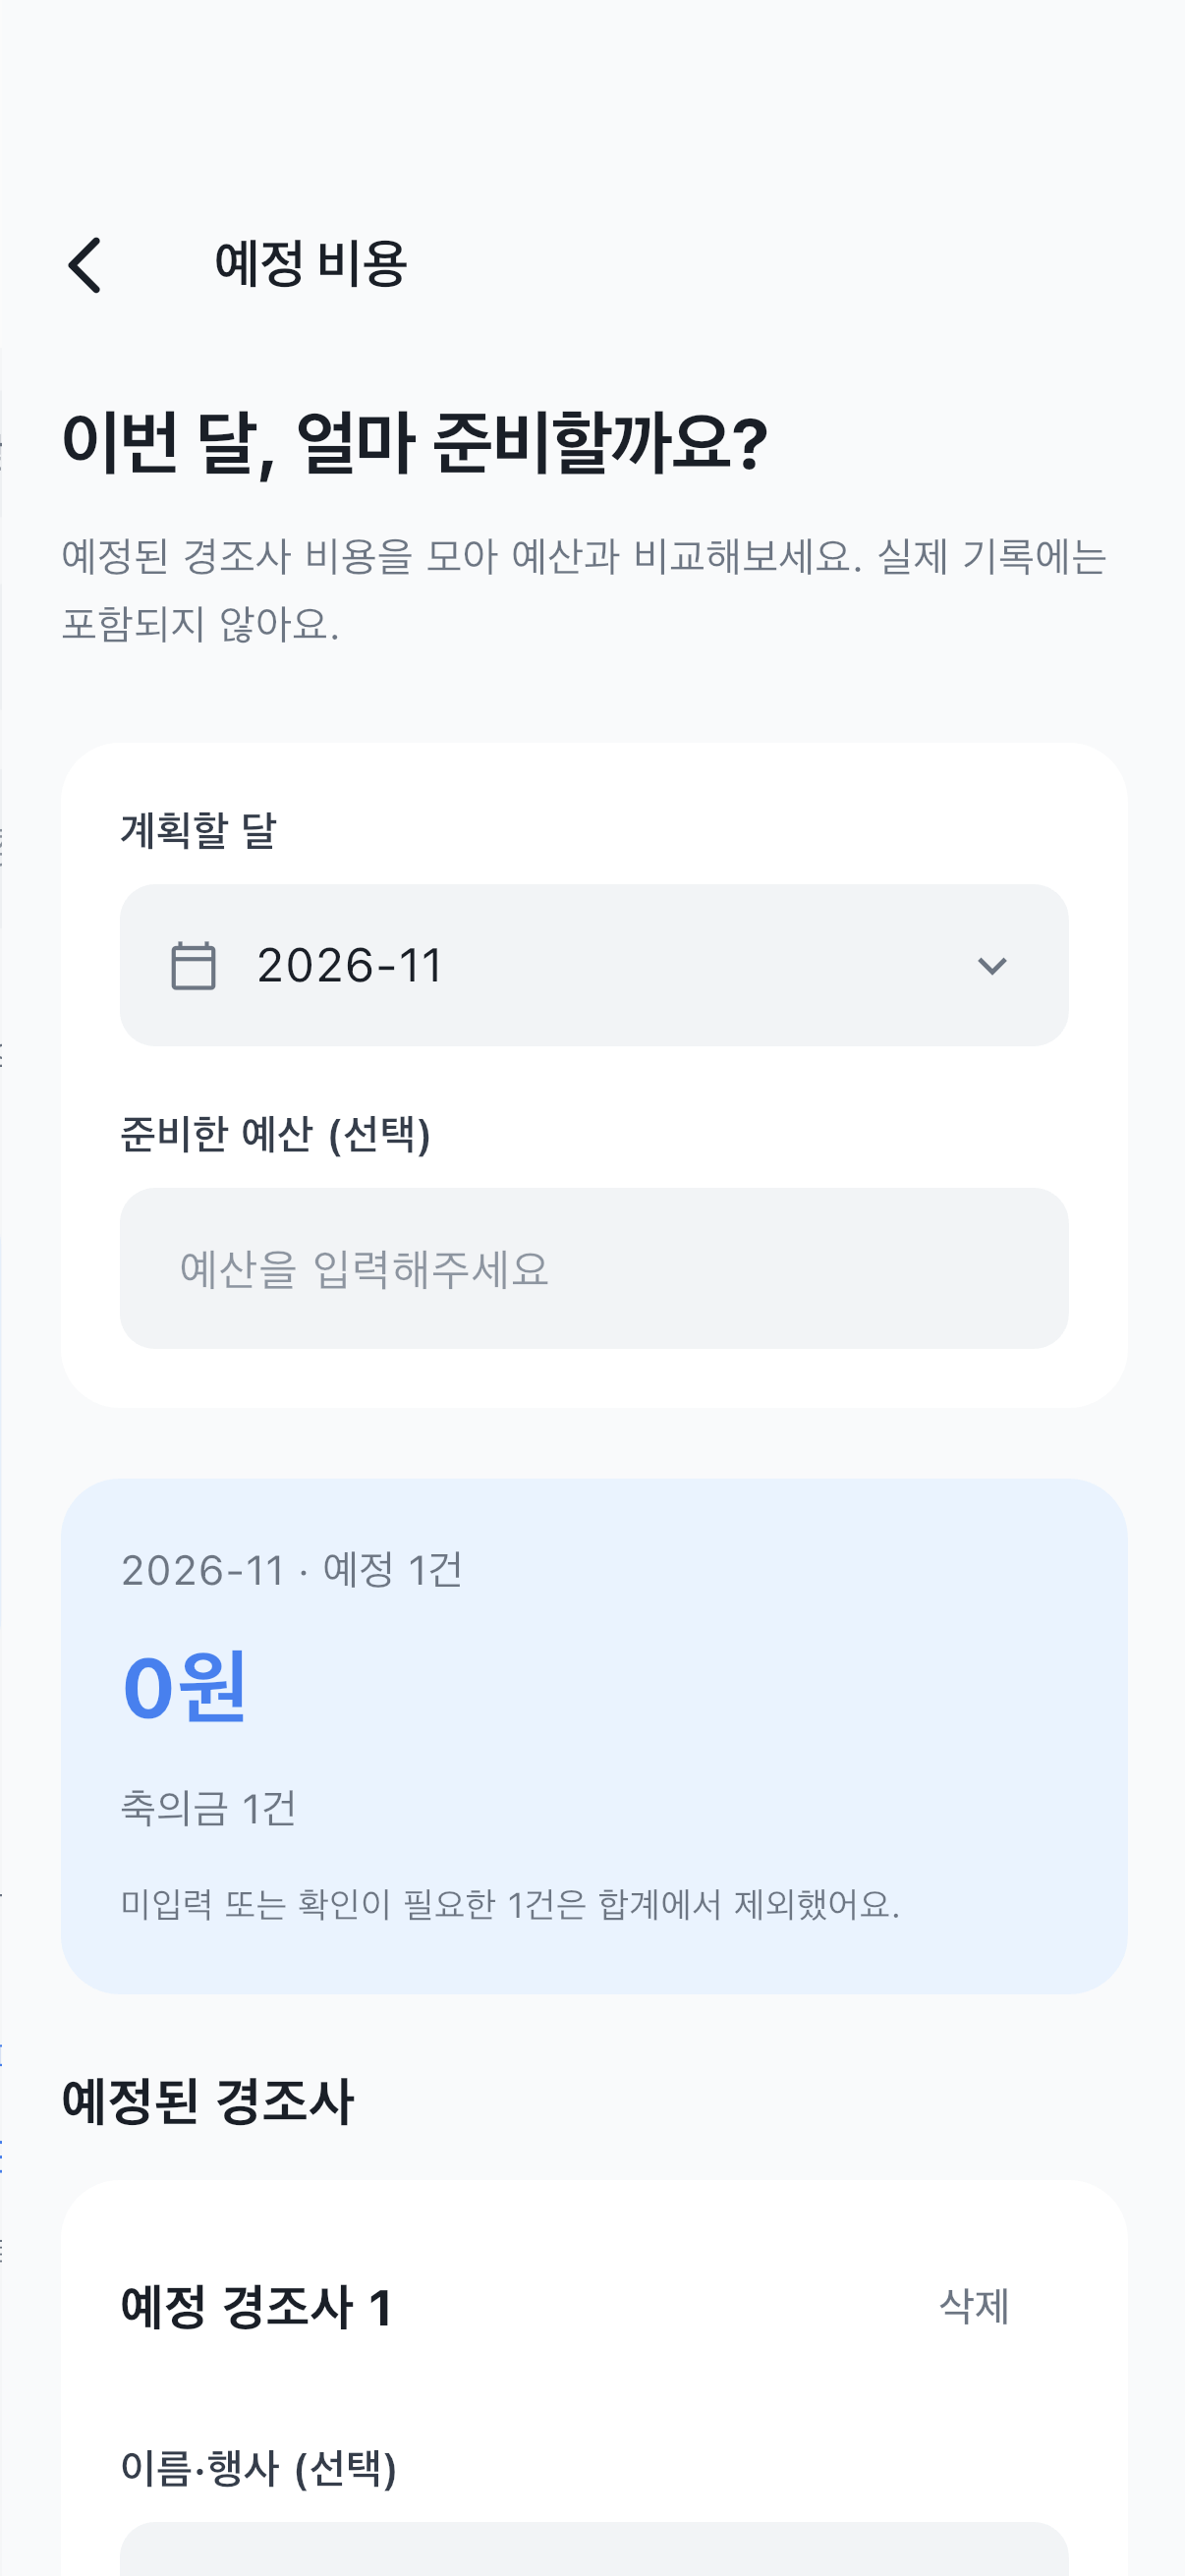 예정 비용
이번 달, 얼마 준비할까요?
예정된 경조사 비용을 모아 예산과 비교해보세요. 실제 기록에는
포함되지 않아요.
계획할 달
2026-11
준비한 예산 (선택)
예산을 입력해주세요
2026-11 · 예정 1건
0원
축의금 1건
미입력 또는 확인이 필요한 1건은 합계에서 제외했어요.
예정된 경조사
예정 경조사 1
삭제
이름·행사 (선택)